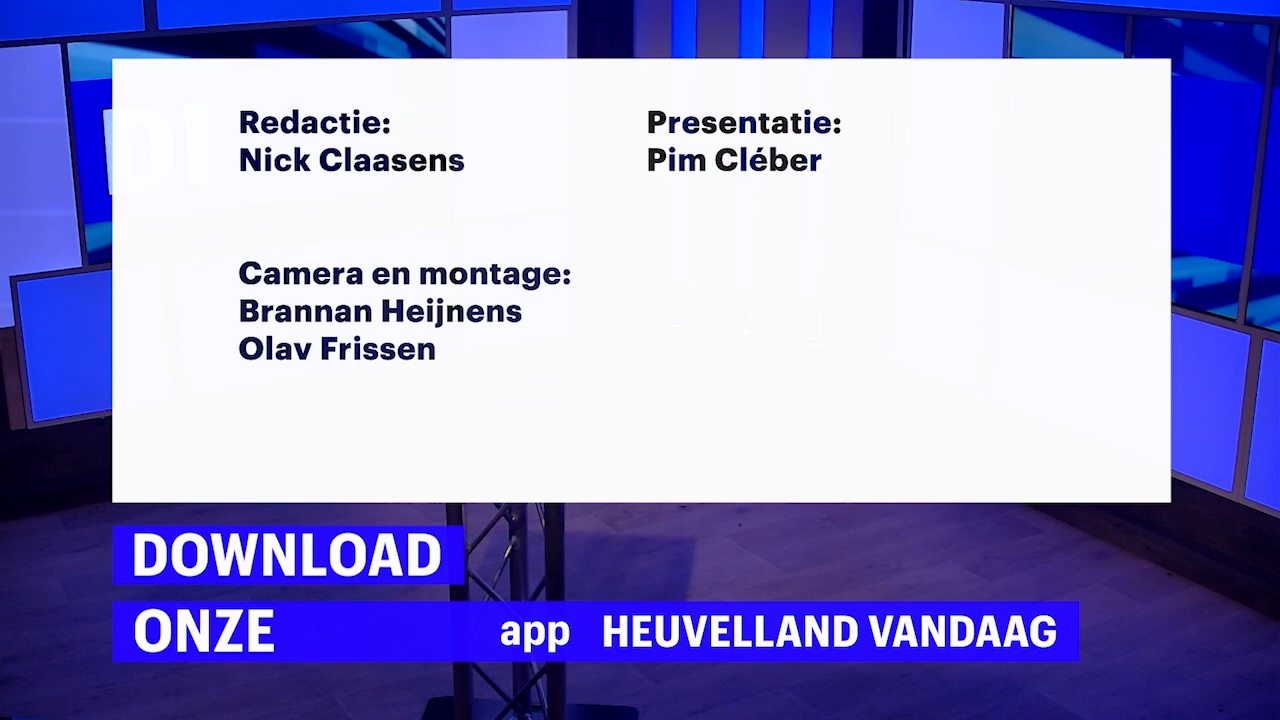 Redactie:
Nick Claasens
Presentatie:
Pim Cléber
Camera en montage:
Brannan Heijnens
Olav Frissen
DOWNLOAD
ONZE app HEUVELLAND VANDAAG